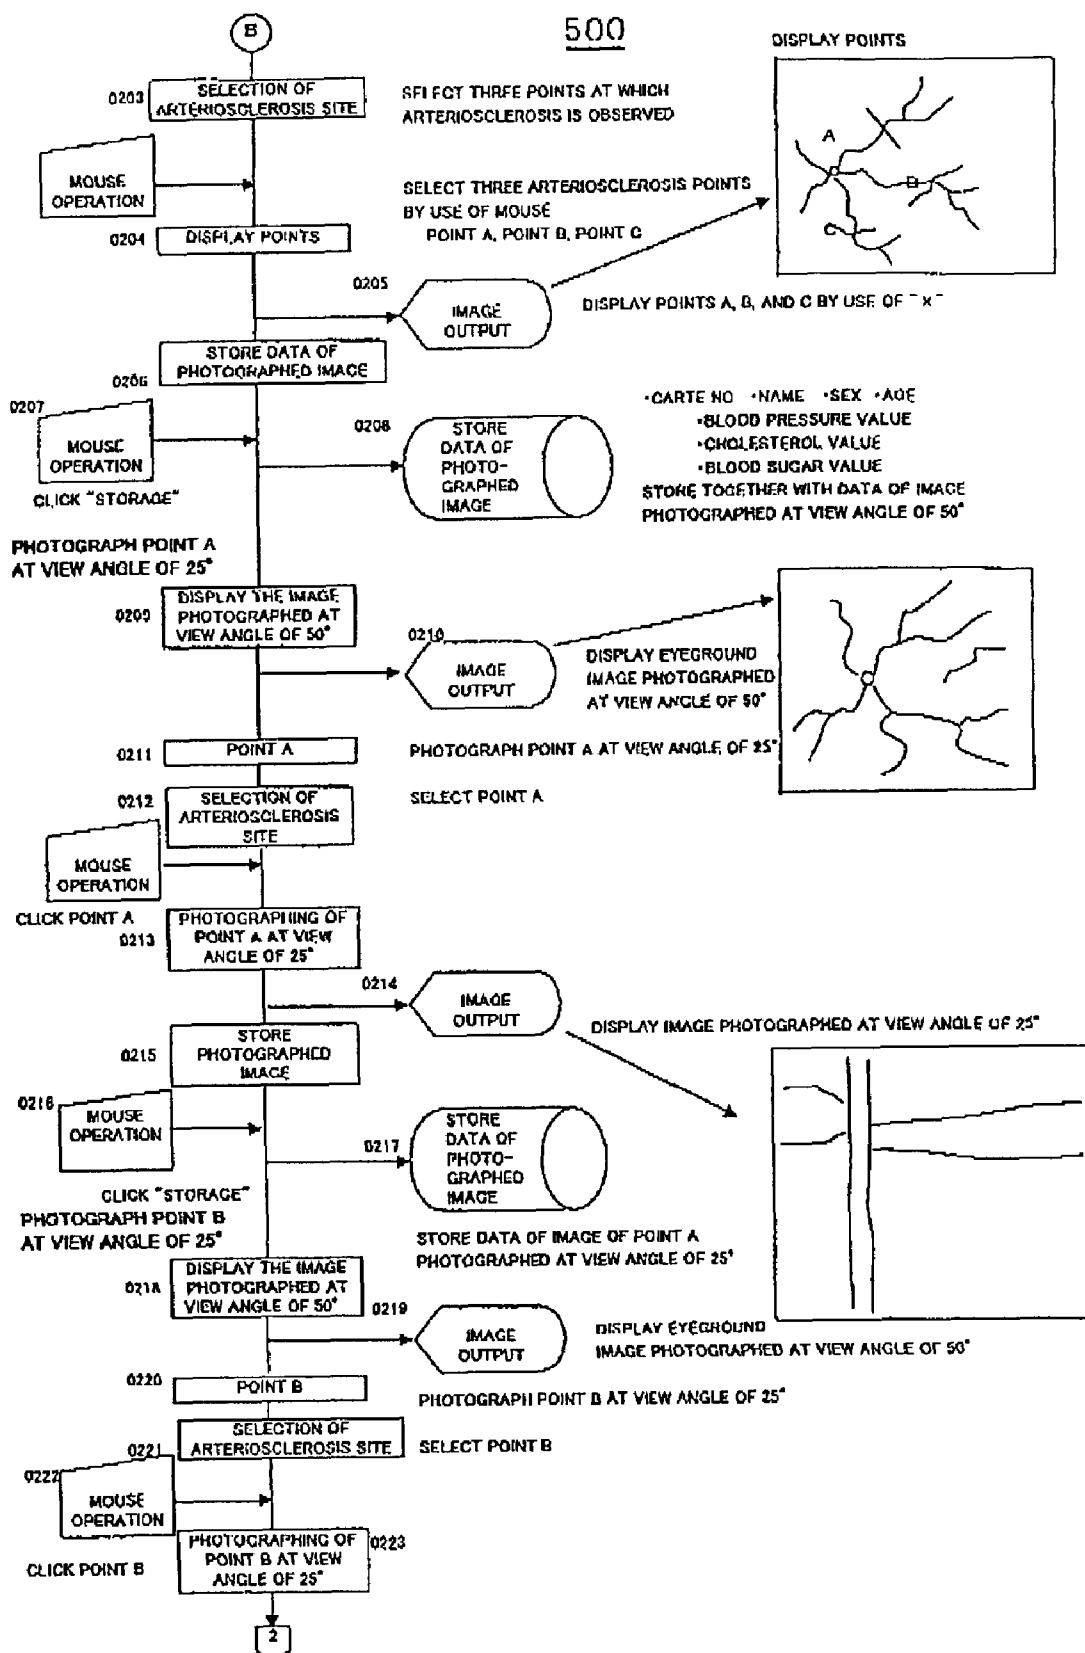 B
500
DISPLAY POINTS
0203
SELECTION OF
ARTERIOSCLEROSIS SITE
SELECT THREE POINTS AT WHICH
ARTERIOSCLEROSIS IS OBSERVED
A
B
C
MOUSE
OPERATION
SELECT THREE ARTERIOSCLEROSIS POINTS
BY USE OF MOUSE
POINT A, POINT B, POINT C
0204
DISPLAY POINTS
0205
IMAGE
OUTPUT
DISPLAY POINTS A, B, AND C BY USE OF "x"
STORE DATA OF
PHOTOGRAPHED IMAGE
0206
0207
MOUSE
OPERATION
CLICK "STORAGE"
0208
STORE
DATA OF
PHOTO-
GRAPHED
IMAGE
•CARTE NO •NAME •SEX •AGE
•BLOOD PRESSURE VALUE
•CHOLESTEROL VALUE
•BLOOD SUGAR VALUE
STORE TOGETHER WITH DATA OF IMAGE
PHOTOGRAPHED AT VIEW ANGLE OF 50°
PHOTOGRAPH POINT A
AT VIEW ANGLE OF 25°
0209
DISPLAY THE IMAGE
PHOTOGRAPHED AT
VIEW ANGLE OF 50°
0210
IMAGE
OUTPUT
DISPLAY EYEGROUND
IMAGE PHOTOGRAPHED
AT VIEW ANGLE OF 50°
0211
POINT A
PHOTOGRAPH POINT A AT VIEW ANGLE OF 25°
0212
SELECTION OF
ARTERIOSCLEROSIS
SITE
SELECT POINT A
MOUSE
OPERATION
CLICK POINT A
0213
PHOTOGRAPHING OF
POINT A AT VIEW
ANGLE OF 25°
0214
IMAGE
OUTPUT
DISPLAY IMAGE PHOTOGRAPHED AT VIEW ANGLE OF 25°
0215
STORE
PHOTOGRAPHED
IMAGE
0216
MOUSE
OPERATION
CLICK "STORAGE"
0217
STORE
DATA OF
PHOTO-
GRAPHED
IMAGE
STORE DATA OF IMAGE OF POINT A
PHOTOGRAPHED AT VIEW ANGLE OF 25°
PHOTOGRAPH POINT B
AT VIEW ANGLE OF 25°
0218
DISPLAY THE IMAGE
PHOTOGRAPHED AT
VIEW ANGLE OF 50°
0219
IMAGE
OUTPUT
DISPLAY EYEGROUND
IMAGE PHOTOGRAPHED AT VIEW ANGLE OF 50°
0220
POINT B
PHOTOGRAPH POINT B AT VIEW ANGLE OF 25°
0221
SELECTION OF
ARTERIOSCLEROSIS SITE
SELECT POINT B
0222
MOUSE
OPERATION
CLICK POINT B
PHOTOGRAPHING OF
POINT B AT VIEW
ANGLE OF 25°
0223
2